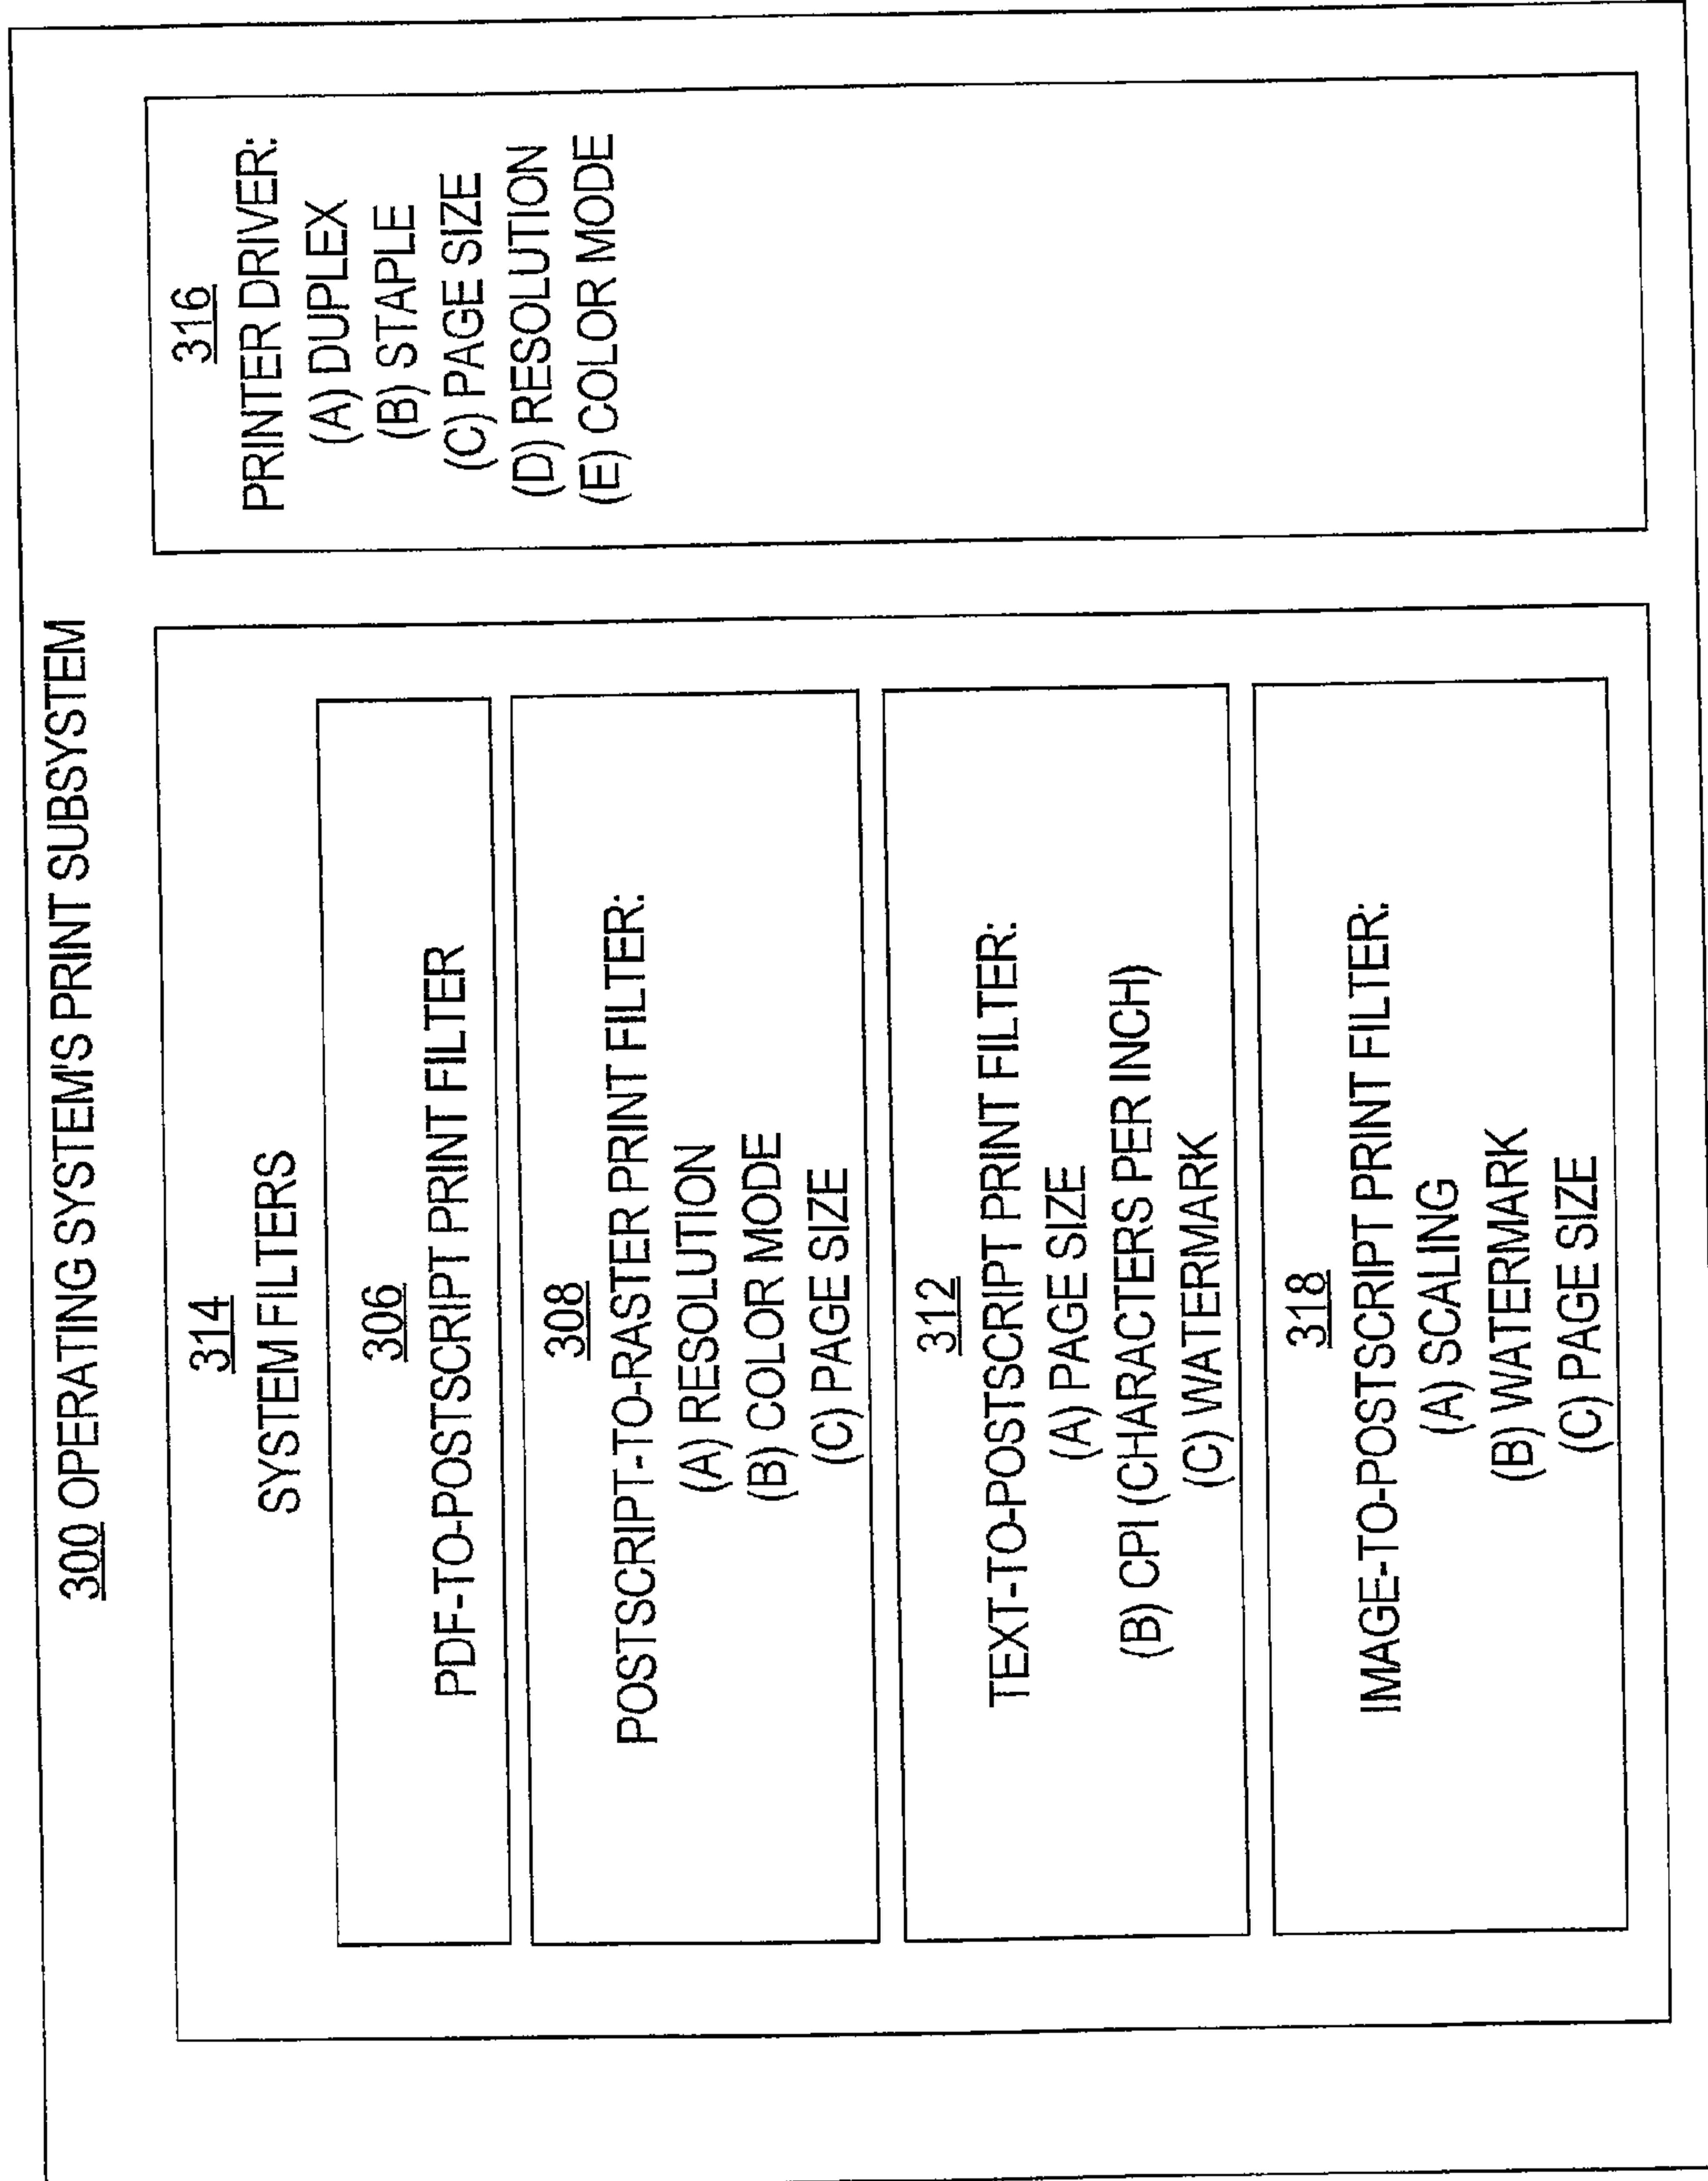 300 OPERATING SYSTEM'S PRINT SUBSYSTEM
314
SYSTEM FILTERS
306
PDF-TO-POSTSCRIPT PRINT FILTER
308
POSTSCRIPT-TO-RASTER PRINT FILTER:
(A) RESOLUTION
(B) COLOR MODE
(C) PAGE SIZE
312
TEXT-TO-POSTSCRIPT PRINT FILTER:
(A) PAGE SIZE
(B) CPI (CHARACTERS PER INCH)
(C) WATERMARK
318
IMAGE-TO-POSTSCRIPT PRINT FILTER:
(A) SCALING
(B) WATERMARK
(C) PAGE SIZE
316
PRINTER DRIVER:
(A) DUPLEX
(B) STAPLE
(C) PAGE SIZE
(D) RESOLUTION
(E) COLOR MODE